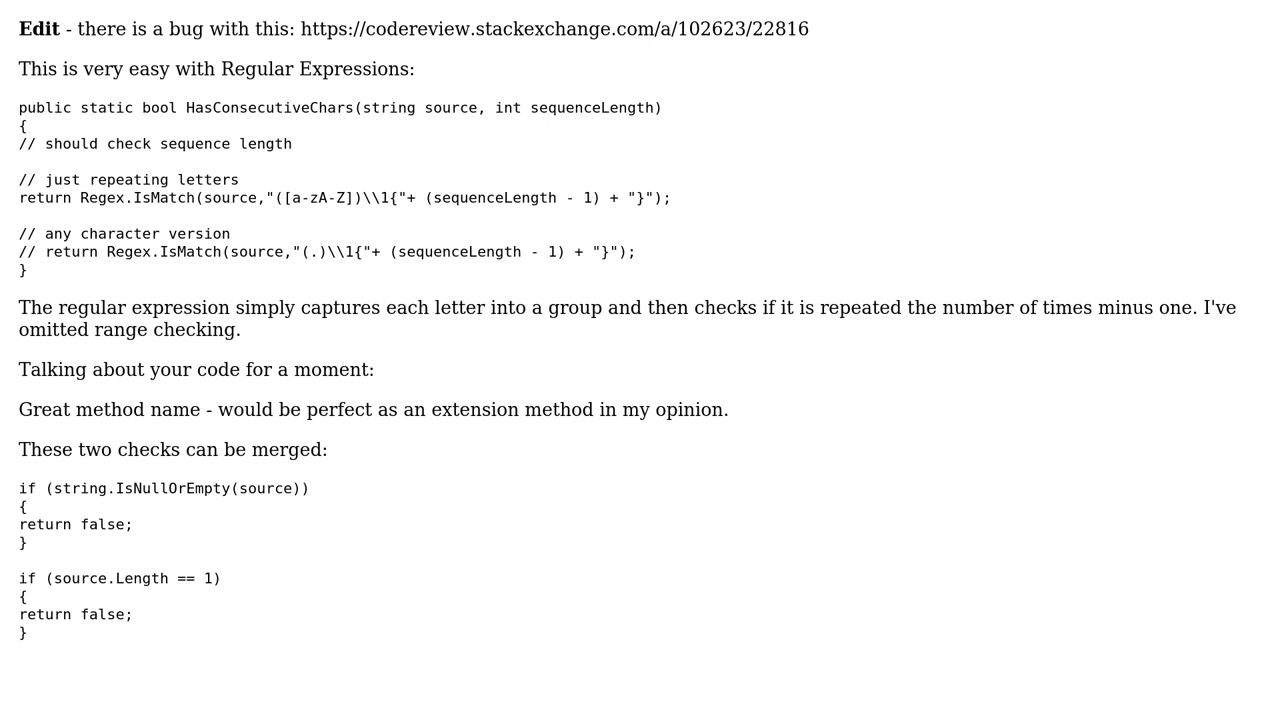 Edit - there is a bug with this: https://codereview.stackexchange.com/a/102623/22816
This is very easy with Regular Expressions:
public static bool HasConsecutiveChars(string source, int sequenceLength)
{
// should check sequence length
// just repeating letters
return Regex.IsMatch(source,"([a-zA-Z])\\1{"+ (sequenceLength - 1) + "}");
// any character version
// return Regex.IsMatch(source,"(.)\\1{"+ (sequenceLength - 1) + "}");
}
The regular expression simply captures each letter into a group and then checks if it is repeated the number of times minus one. I've
omitted range checking.
Talking about your code for a moment:
Great method name - would be perfect as an extension method in my opinion.
These two checks can be merged:
if (string.IsNullOrEmpty(source))
{
return false;
}
if (source.Length == 1)
{
return false;
}